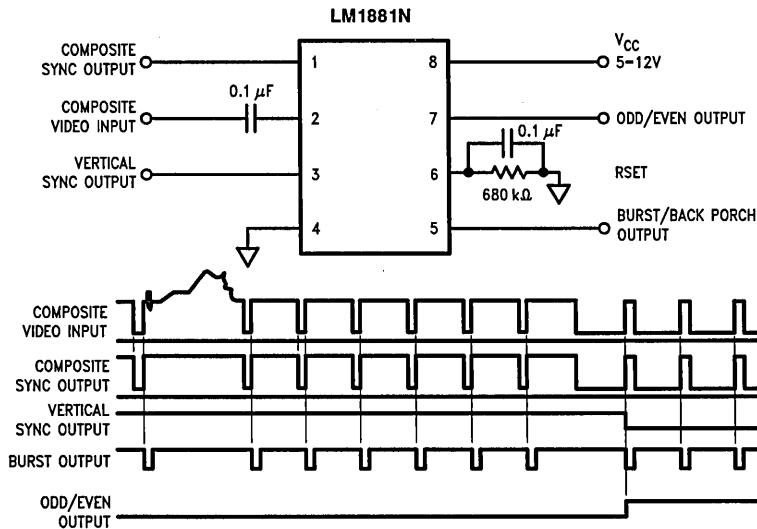 LM1881N
COMPOSITE
SYNC OUTPUT
1
8
VCC
5–12V
0.1 µF
COMPOSITE
VIDEO INPUT
2
7
ODD/EVEN OUTPUT
0.1 µF
VERTICAL
SYNC OUTPUT
3
6
RSET
680 kΩ
4
5
BURST/BACK PORCH
OUTPUT
COMPOSITE
VIDEO INPUT
COMPOSITE
SYNC OUTPUT
VERTICAL
SYNC OUTPUT
BURST OUTPUT
ODD/EVEN
OUTPUT